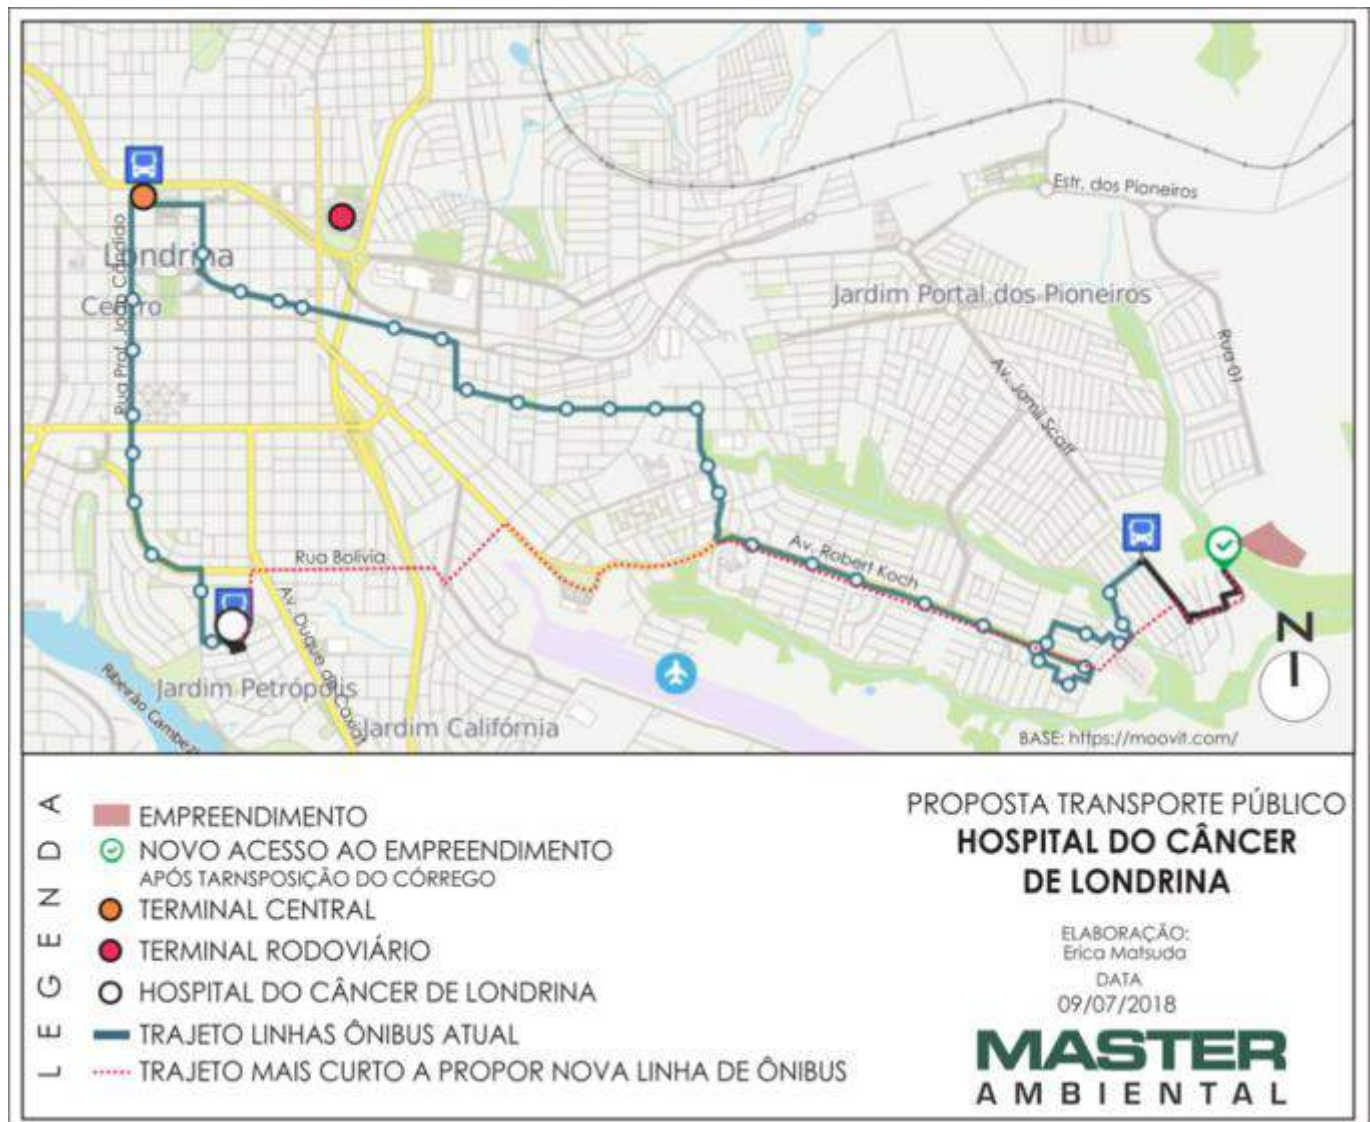 Estr. dos Pioneiros
Londrina
Centro
Rua Prof. João Cândido
Jardim Portal dos Pioneiros
Rua 01
Av. Jamil Scaff
Rua Bolivia
Av. Robert Koch
Av. Duque de Caxias
Jardim Petrópolis
Ribeirão Cambezi
Jardim Califórnia
N
BASE: https://moovit.com/
LEGENDA
EMPREENDIMENTO
NOVO ACESSO AO EMPREENDIMENTO
APÓS TARNSPOSIÇÃO DO CÓRREGO
TERMINAL CENTRAL
TERMINAL RODOVIÁRIO
HOSPITAL DO CÂNCER DE LONDRINA
TRAJETO LINHAS ÔNIBUS ATUAL
TRAJETO MAIS CURTO A PROPOR NOVA LINHA DE ÔNIBUS
PROPOSTA TRANSPORTE PÚBLICO
HOSPITAL DO CÂNCER
DE LONDRINA
ELABORAÇÃO:
Erica Matsuda
DATA
09/07/2018
MASTER
AMBIENTAL